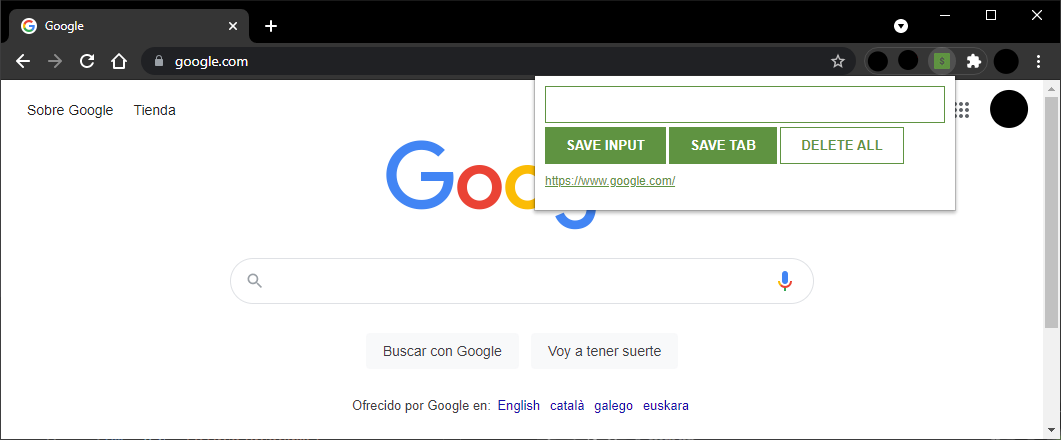 Google
google.com
$
Sobre Google Tienda
SAVE INPUT SAVE TAB DELETE ALL
https://www.google.com/
Goog
Buscar con Google Voy a tener suerte
Ofrecido por Google en: English català galego euskara